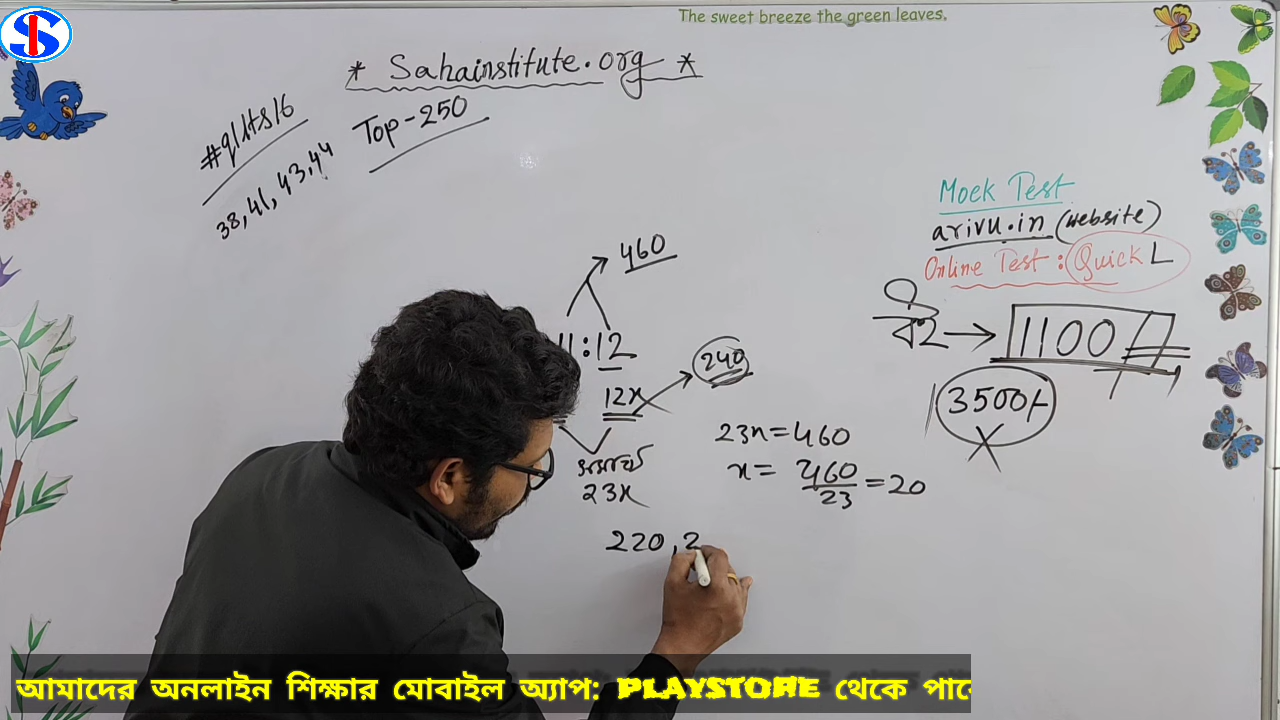 The sweet breeze the green leaves.
SI
* Sahainstitute.org *
Top-250
38, 41, 43, 44
Mock Test
arivu.in (website)
Online Test: Quick L
বই → 1100/
3500/-
X
460
11:12
12x
240
23x
23x=460
x= 460/23 =20
220, 2
আমাদের অনলাইন শিক্ষার মোবাইল অ্যাপ: PLAYSTORE থেকে পাবে